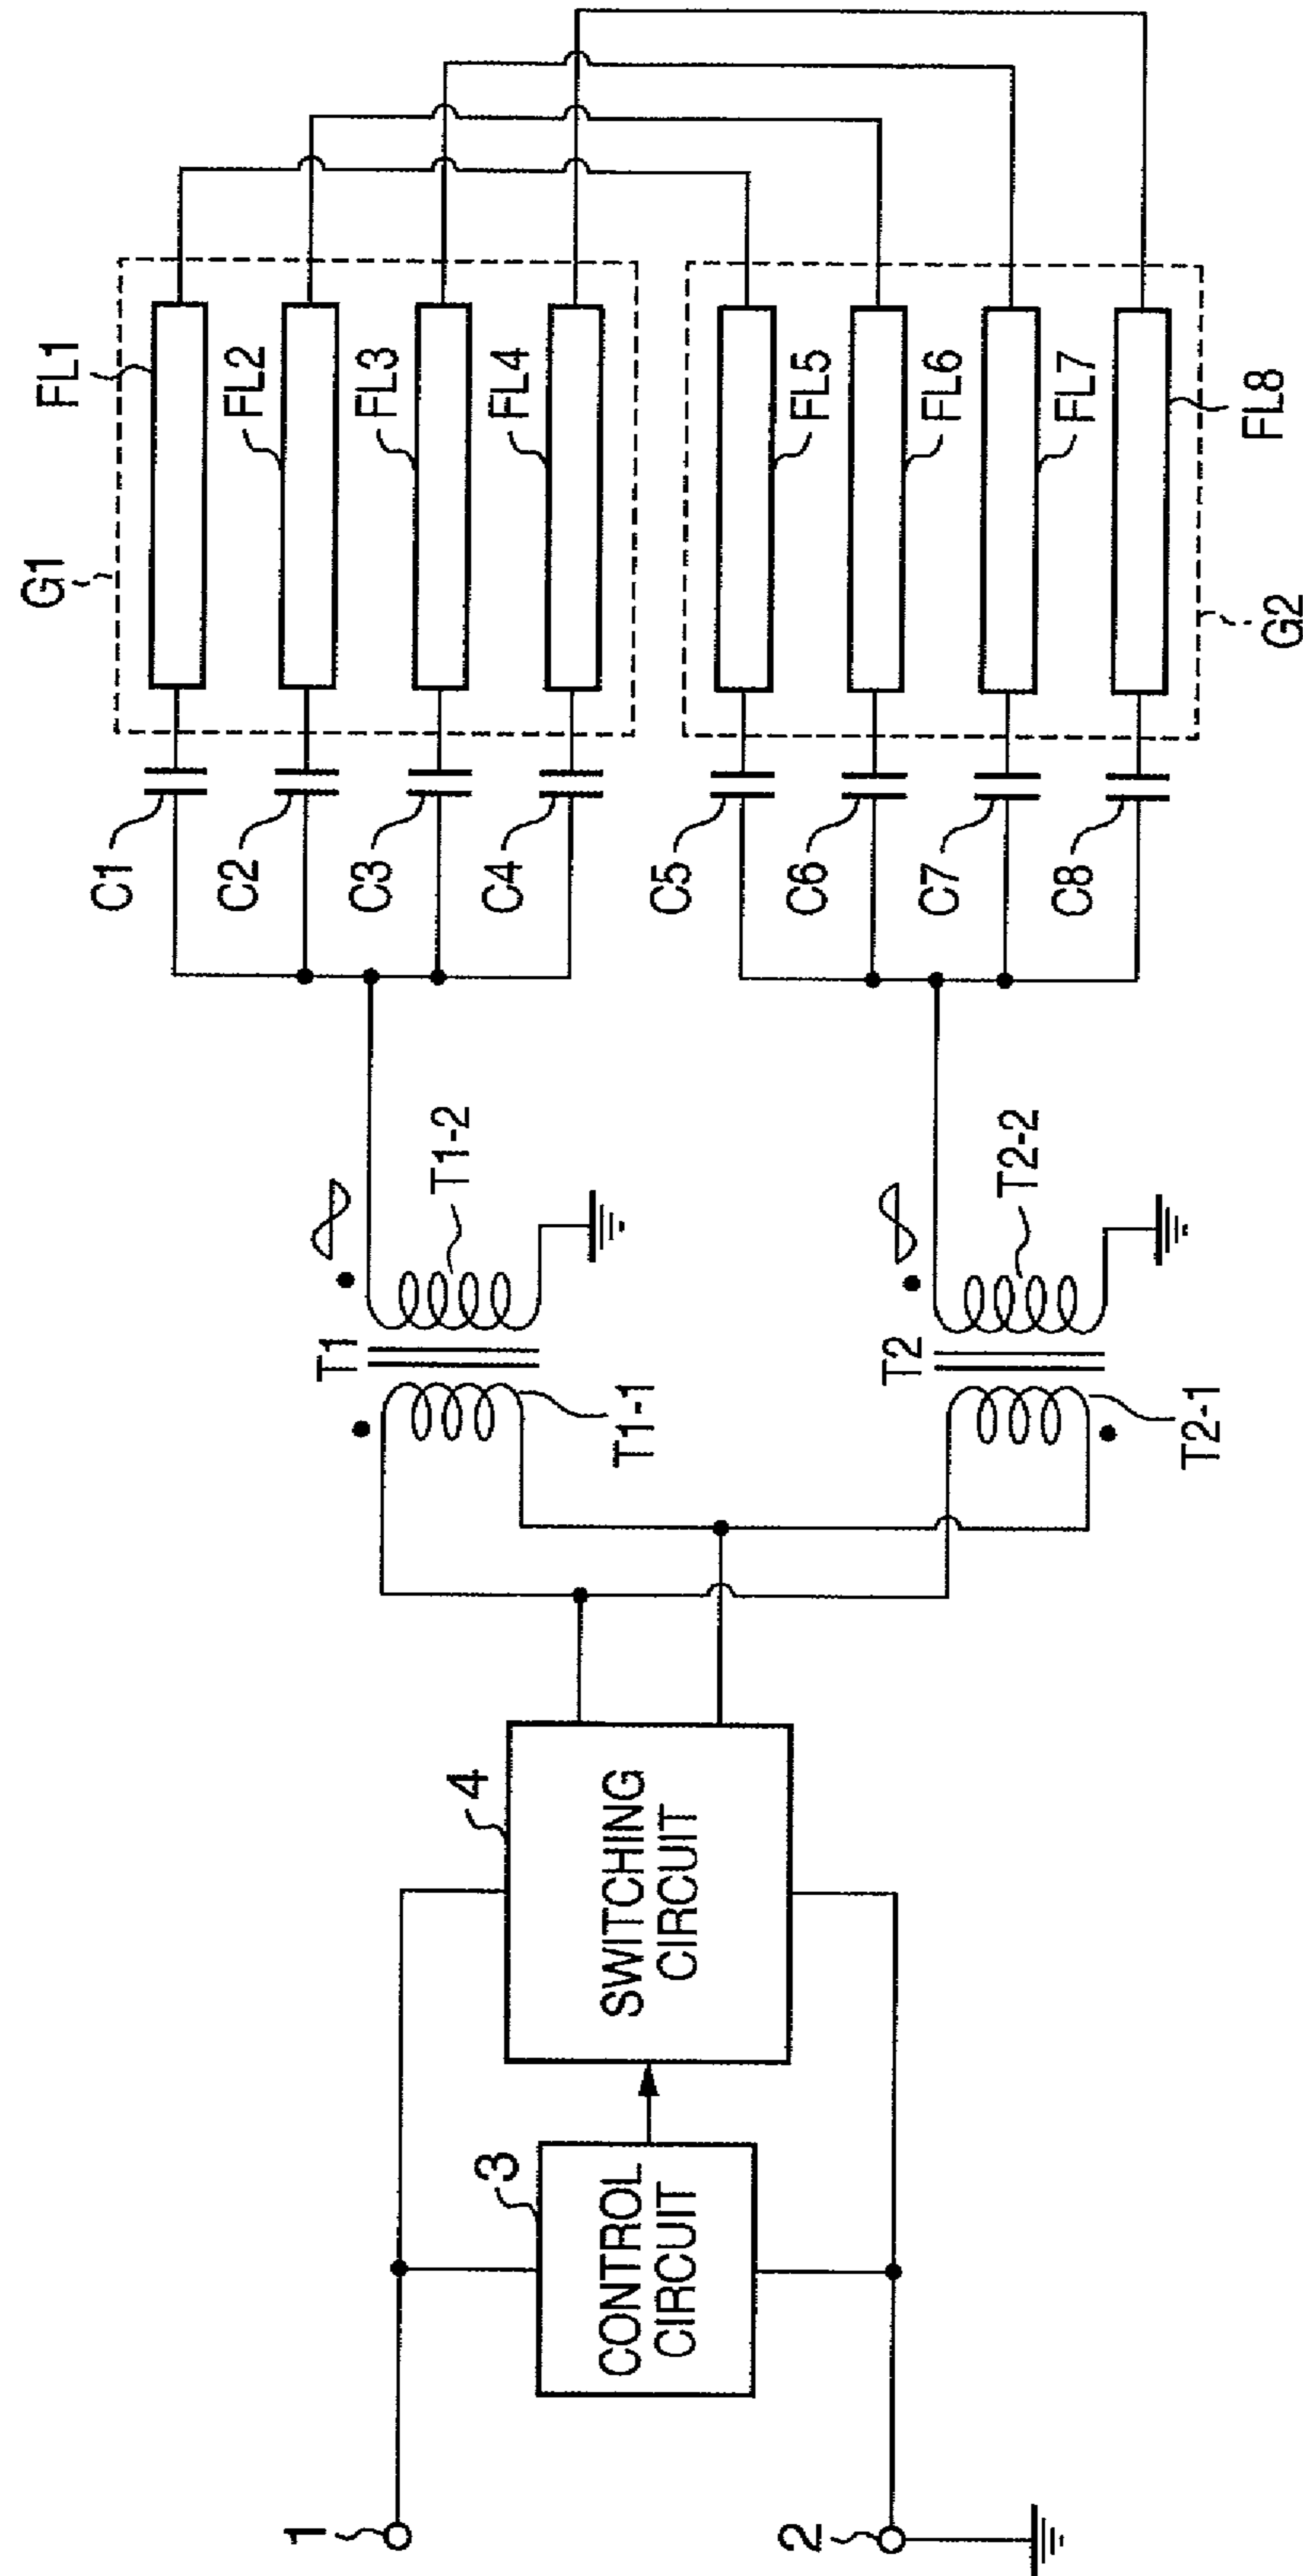 1
2
3
CONTROL
CIRCUIT
4
SWITCHING
CIRCUIT
T1
T1-1
T1-2
T2
T2-1
T2-2
C1
C2
C3
C4
C5
C6
C7
C8
G1
FL1
FL2
FL3
FL4
FL5
FL6
FL7
FL8
G2